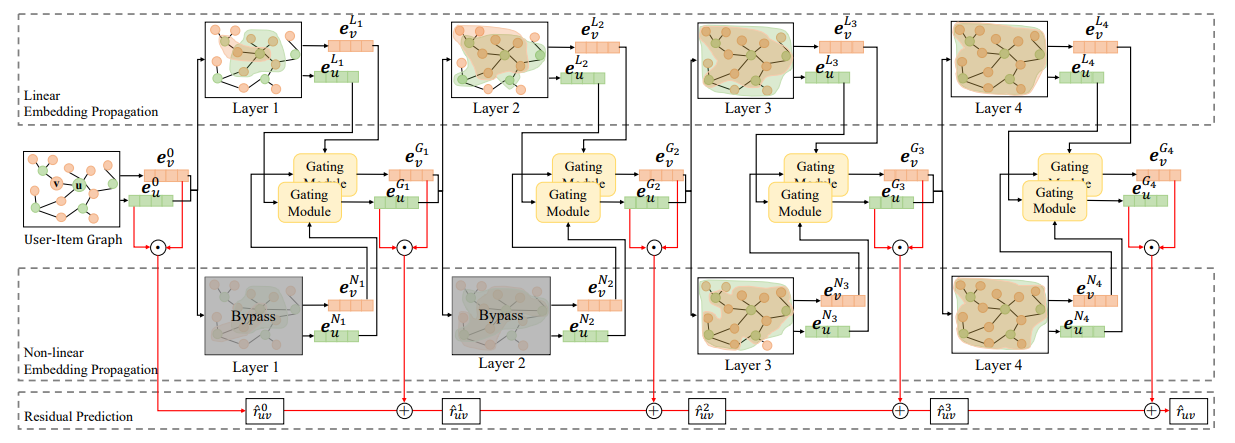 Linear
Embedding Propagation
Layer 1
e_v^{L_1}
e_u^{L_1}
Layer 2
e_v^{L_2}
e_u^{L_2}
Layer 3
e_v^{L_3}
e_u^{L_3}
Layer 4
e_v^{L_4}
e_u^{L_4}
v
u
User-Item Graph
e_v^0
e_u^0
Gating
Module
Gating
Module
e_v^{G_1}
e_u^{G_1}
Gating
Module
Gating
Module
e_v^{G_2}
e_u^{G_2}
Gating
Module
Gating
Module
e_v^{G_3}
e_u^{G_3}
Gating
Module
Gating
Module
e_v^{G_4}
e_u^{G_4}
Non-linear
Embedding Propagation
Bypass
Layer 1
e_v^{N_1}
e_u^{N_1}
Bypass
Layer 2
e_v^{N_2}
e_u^{N_2}
Layer 3
e_v^{N_3}
e_u^{N_3}
Layer 4
e_v^{N_4}
e_u^{N_4}
Residual Prediction
r̂_{uv}^0
r̂_{uv}^1
r̂_{uv}^2
r̂_{uv}^3
r̂_{uv}